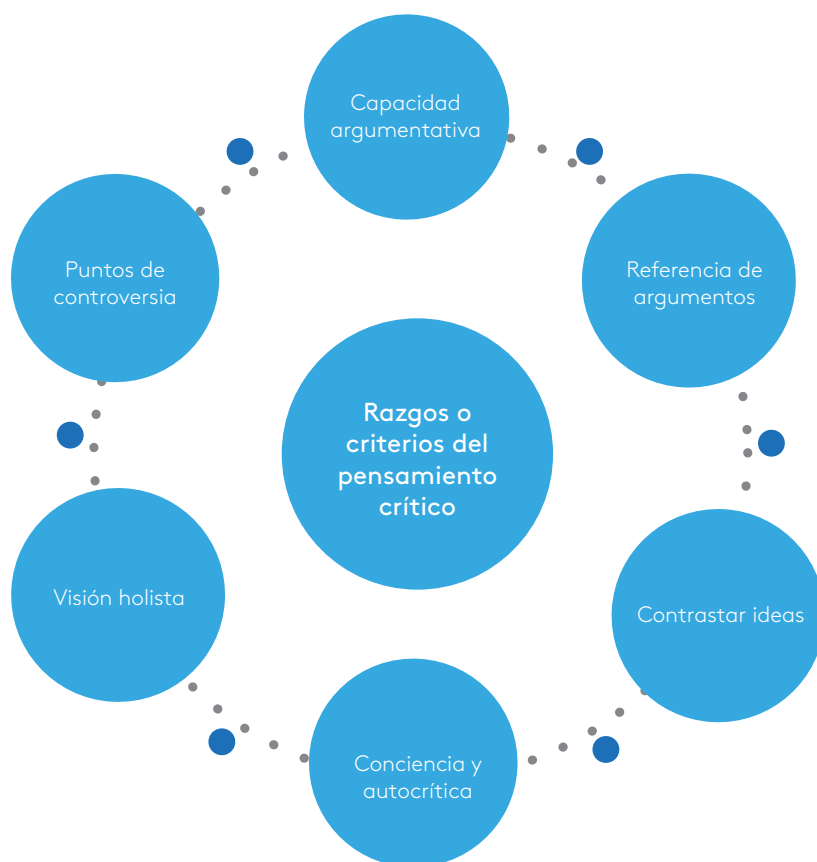 Capacidad
argumentativa
Puntos de
controversia
Referencia de
argumentos
Razgos o
criterios del
pensamiento
crítico
Visión holista
Contrastar ideas
Conciencia y
autocrítica